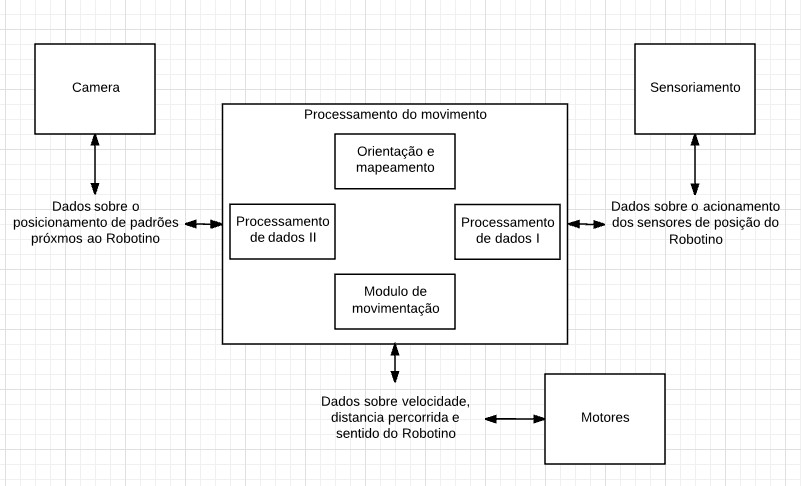 Camera
Sensoriamento
Processamento do movimento
Orientação e
mapeamento
Dados sobre o
posicionamento de padrões
próxmos ao Robotino
Processamento
de dados II
Processamento
de dados I
Dados sobre o acionamento
dos sensores de posição do
Robotino
Modulo de
movimentação
Dados sobre velocidade,
distancia percorrida e
sentido do Robotino
Motores